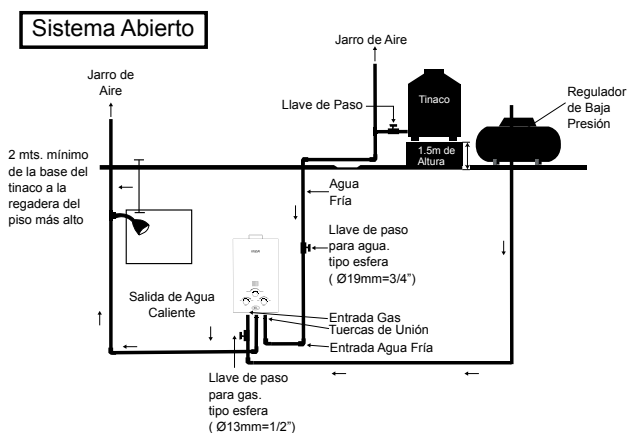 Sistema Abierto
Jarro de Aire
Jarro de
Aire
Llave de Paso
Tinaco
Regulador
de Baja
Presión
1.5m de
Altura
2 mts. mínimo
de la base del
tinaco a la
regadera del
piso más alto
Agua
Fría
Llave de paso
para agua.
tipo esfera
( Ø19mm=3/4”)
Salida de Agua
Caliente
Entrada Gas
Tuercas de Unión
Entrada Agua Fría
Llave de paso
para gas.
tipo esfera
( Ø13mm=1/2”)